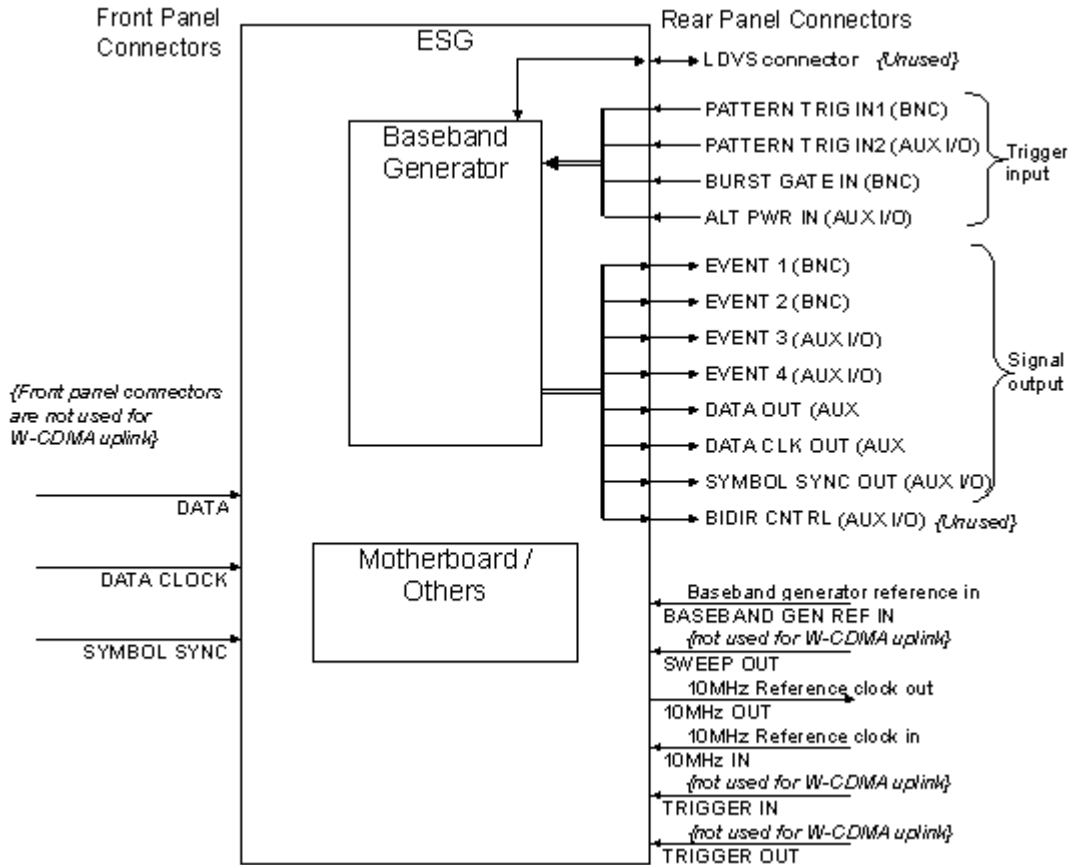 Front Panel
Connectors
ESG
Rear Panel Connectors
LDVS connector {Unused}
Baseband
Generator
PATTERN TRIG IN1 (BNC)
PATTERN TRIG IN2 (AUX I/O)
BURST GATE IN (BNC)
ALT PWR IN (AUX I/O)
Trigger
input
EVENT 1 (BNC)
EVENT 2 (BNC)
EVENT 3 (AUX I/O)
EVENT 4 (AUX I/O)
DATA OUT (AUX
DATA CLK OUT (AUX
SYMBOL SYNC OUT (AUX I/O)
Signal
output
BIDIR CNTRL (AUX I/O) {Unused}
{Front panel connectors
are not used for
W-CDMA uplink}
DATA
DATA CLOCK
SYMBOL SYNC
Motherboard /
Others
Baseband generator reference in
BASEBAND GEN REF IN
{not used for W-CDMA uplink}
SWEEP OUT
10MHz Reference clock out
10MHz OUT
10MHz Reference clock in
10MHz IN
{not used for W-CDMA uplink}
TRIGGER IN
{not used for W-CDMA uplink}
TRIGGER OUT